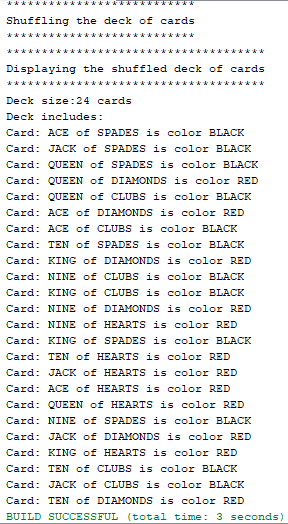 ***************************
Shuffling the deck of cards
***************************
*************************************
Displaying the shuffled deck of cards
*************************************
Deck size:24 cards
Deck includes:
Card: ACE of SPADES is color BLACK
Card: JACK of SPADES is color BLACK
Card: QUEEN of SPADES is color BLACK
Card: QUEEN of DIAMONDS is color RED
Card: QUEEN of CLUBS is color BLACK
Card: ACE of DIAMONDS is color RED
Card: ACE of CLUBS is color BLACK
Card: TEN of SPADES is color BLACK
Card: KING of DIAMONDS is color RED
Card: NINE of CLUBS is color BLACK
Card: KING of CLUBS is color BLACK
Card: NINE of DIAMONDS is color RED
Card: NINE of HEARTS is color RED
Card: KING of SPADES is color BLACK
Card: TEN of HEARTS is color RED
Card: JACK of HEARTS is color RED
Card: ACE of HEARTS is color RED
Card: QUEEN of HEARTS is color RED
Card: NINE of SPADES is color BLACK
Card: JACK of DIAMONDS is color RED
Card: KING of HEARTS is color RED
Card: TEN of CLUBS is color BLACK
Card: JACK of CLUBS is color BLACK
Card: TEN of DIAMONDS is color RED
BUILD SUCCESSFUL (total time: 3 seconds)